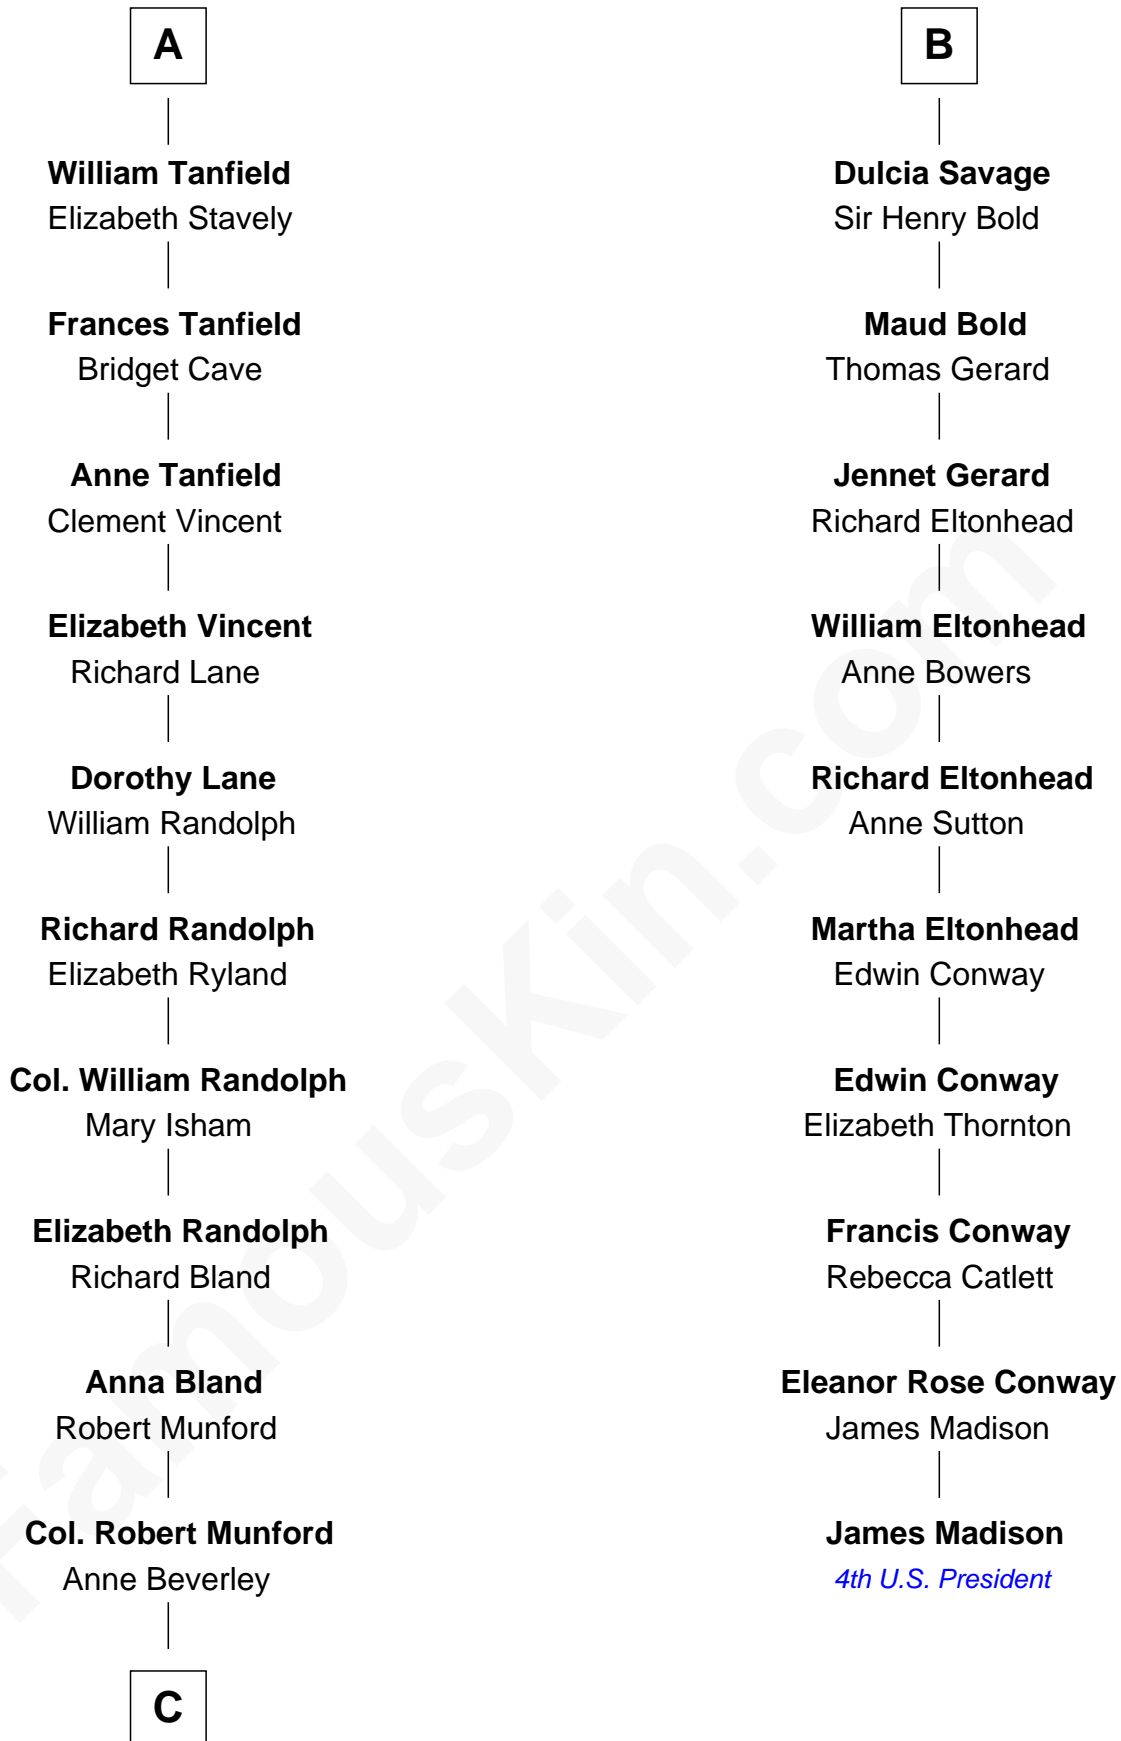 A
William Tanfield
Elizabeth Stavely
Frances Tanfield
Bridget Cave
Anne Tanfield
Clement Vincent
Elizabeth Vincent
Richard Lane
Dorothy Lane
William Randolph
Richard Randolph
Elizabeth Ryland
Col. William Randolph
Mary Isham
Elizabeth Randolph
Richard Bland
Anna Bland
Robert Munford
Col. Robert Munford
Anne Beverley
C
B
Dulcia Savage
Sir Henry Bold
Maud Bold
Thomas Gerard
Jennet Gerard
Richard Eltonhead
William Eltonhead
Anne Bowers
Richard Eltonhead
Anne Sutton
Martha Eltonhead
Edwin Conway
Edwin Conway
Elizabeth Thornton
Francis Conway
Rebecca Catlett
Eleanor Rose Conway
James Madison
James Madison
4th U.S. President
FamousKin.com